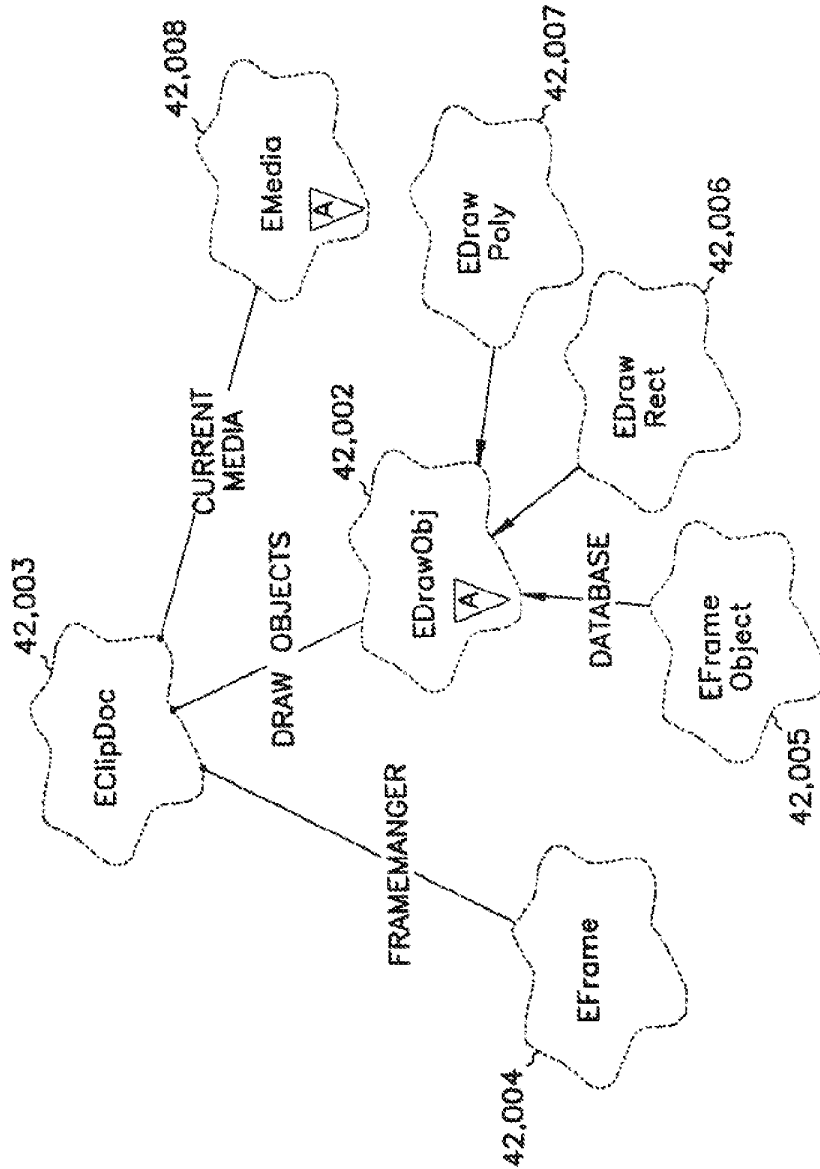 42,003
EClipDoc
42,008
EMedia
A
CURRENT
MEDIA
DRAW OBJECTS
FRAMEMANGER
42,002
EDrawObj
A
42,007
EDraw
Poly
42,006
EDraw
Rect
DATABASE
EFrame
Object
42,005
EFrame
42,004